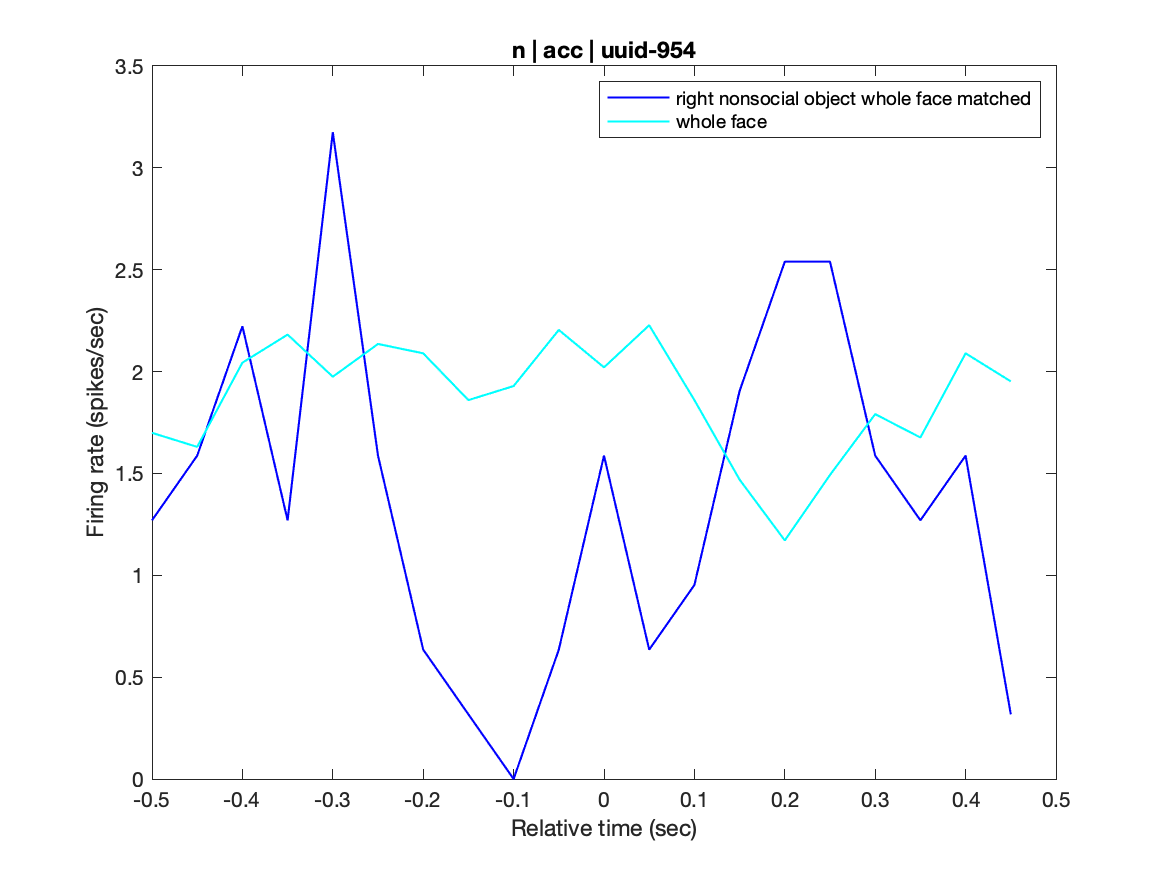 n | acc | uuid-954
right nonsocial object whole face matched
whole face
Firing rate (spikes/sec)
3.5
3
2.5
2
1.5
1
0.5
0
-0.5 -0.4 -0.3 -0.2 -0.1 0 0.1 0.2 0.3 0.4 0.5
Relative time (sec)